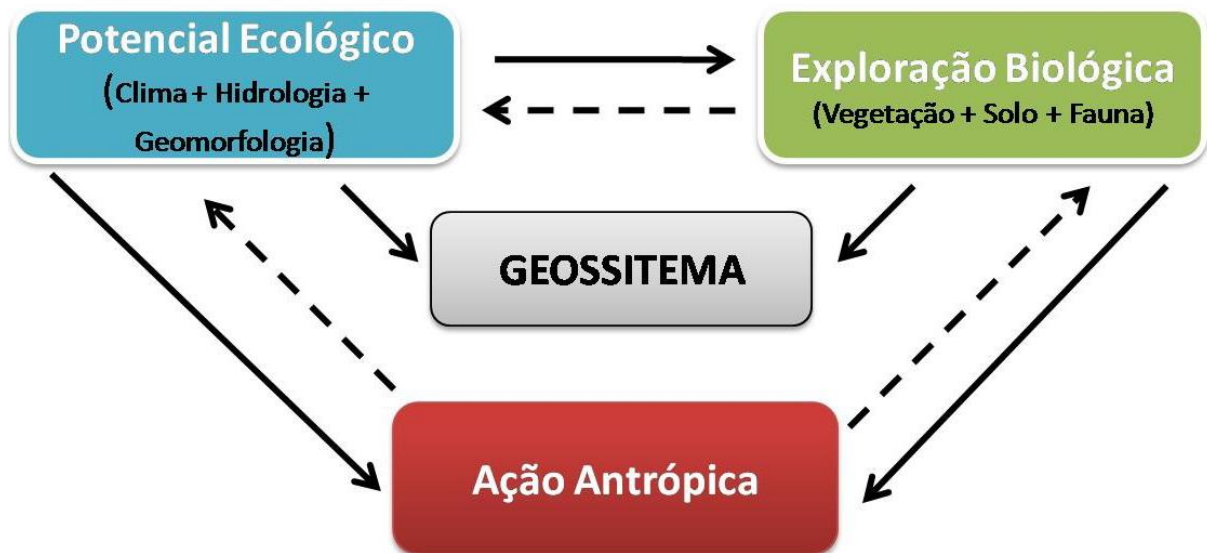 Potencial Ecológico
(Clima + Hidrologia +
Geomorfologia)
Exploração Biológica
(Vegetação + Solo + Fauna)
GEOSSITEMA
Ação Antrópica